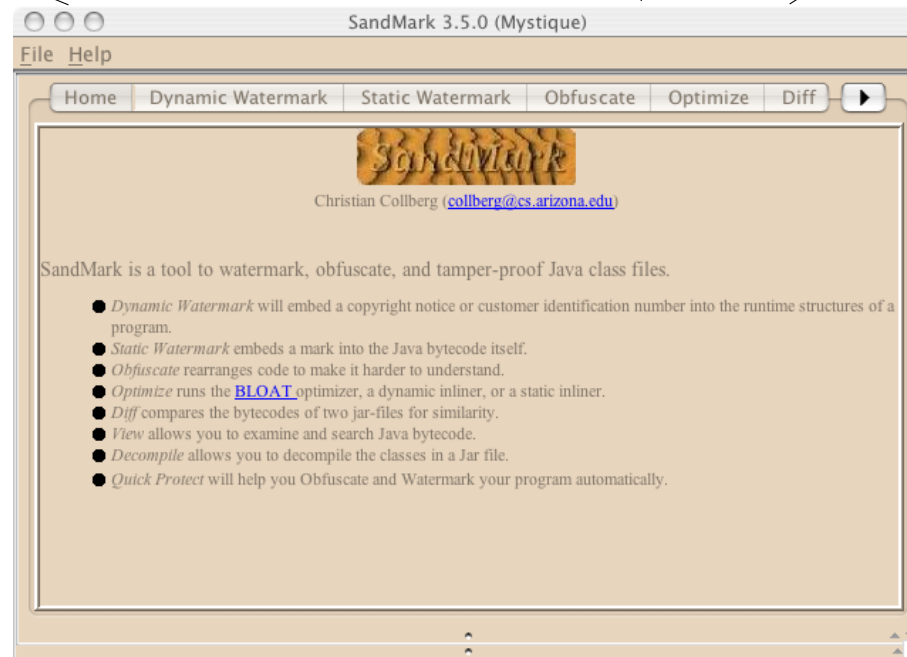 SandMark 3.5.0 (Mystique)
File Help
Home Dynamic Watermark Static Watermark Obfuscate Optimize Diff
SandMark
Christian Collberg (collberg@cs.arizona.edu)
SandMark is a tool to watermark, obfuscate, and tamper-proof Java class files.
Dynamic Watermark will embed a copyright notice or customer identification number into the runtime structures of a
program.
Static Watermark embeds a mark into the Java bytecode itself.
Obfuscate rearranges code to make it harder to understand.
Optimize runs the BLOAT optimizer, a dynamic inliner, or a static inliner.
Diff compares the bytecodes of two jar-files for similarity.
View allows you to examine and search Java bytecode.
Decompile allows you to decompile the classes in a Jar file.
Quick Protect will help you Obfuscate and Watermark your program automatically.